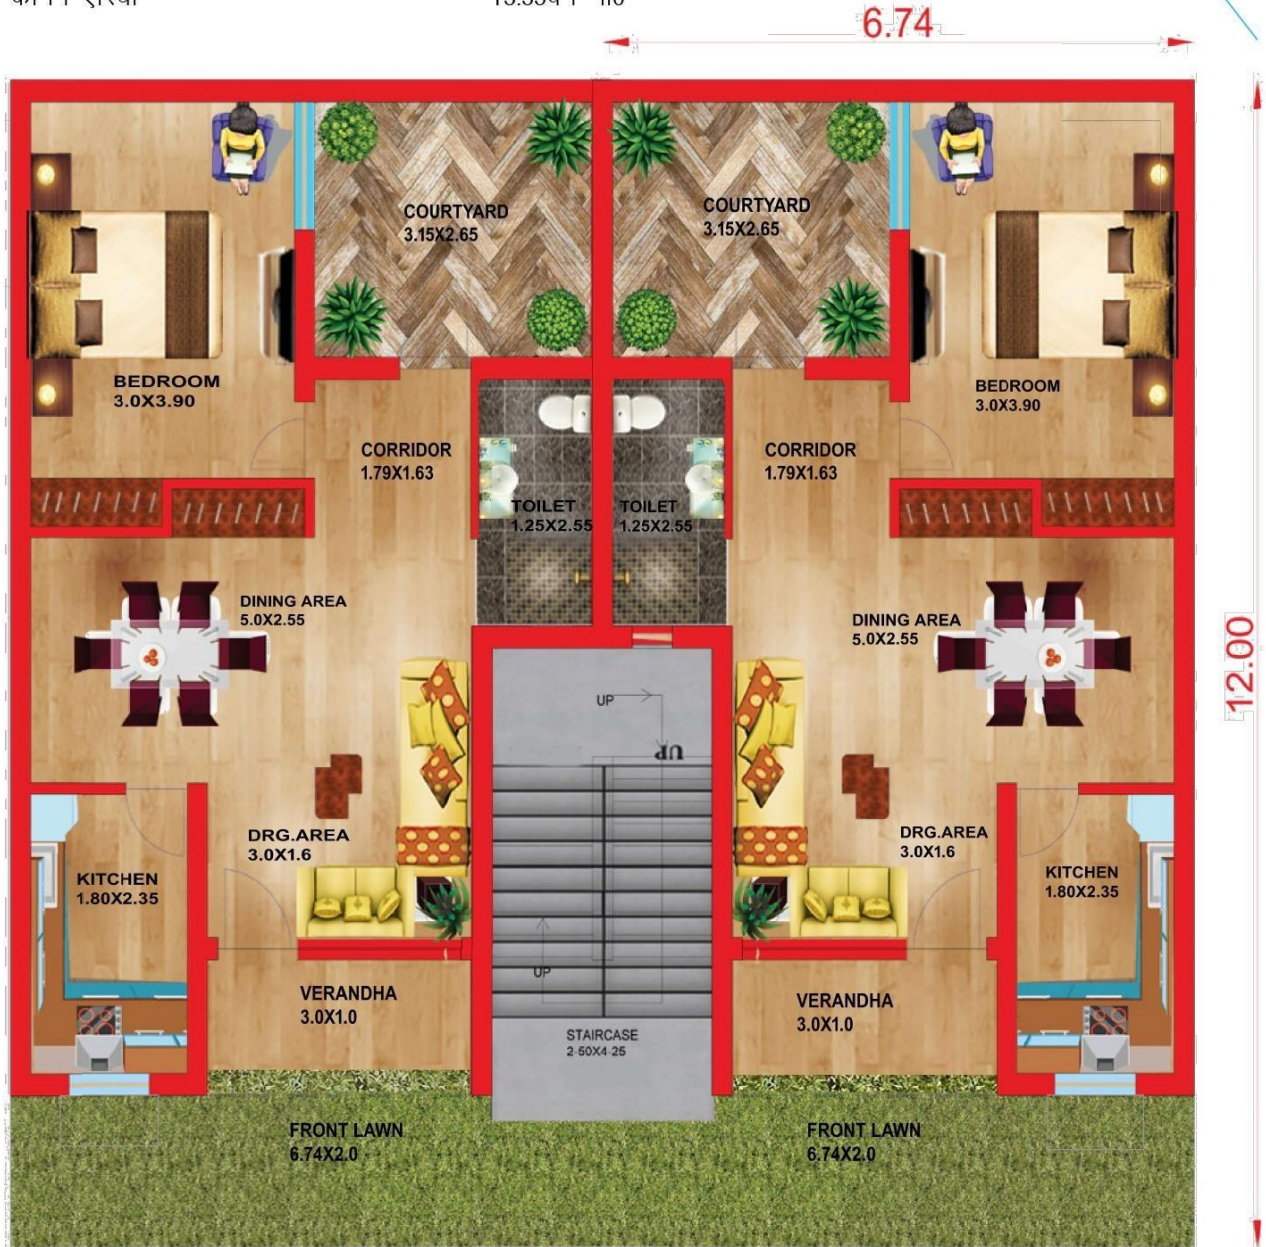 6.74
COURTYARD
3.15X2.65
COURTYARD
3.15X2.65
BEDROOM
3.0X3.90
BEDROOM
3.0X3.90
CORRIDOR
1.79X1.63
CORRIDOR
1.79X1.63
TOILET
1.25X2.55
TOILET
1.25X2.55
DINING AREA
5.0X2.55
DINING AREA
5.0X2.55
12.00
UP
UP
DRG.AREA
3.0X1.6
DRG.AREA
3.0X1.6
KITCHEN
1.80X2.35
KITCHEN
1.80X2.35
UP
VERANDHA
3.0X1.0
VERANDHA
3.0X1.0
STAIRCASE
2-50X4-25
FRONT LAWN
6.74X2.0
FRONT LAWN
6.74X2.0